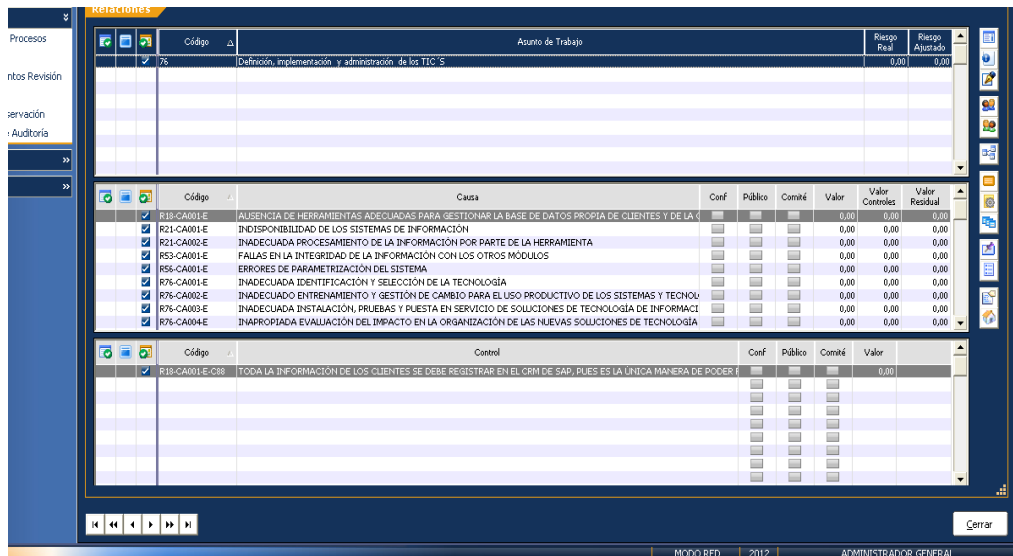 Relaciones
Procesos
ntos Revisión
servación
Auditoría
Código Asunto de Trabajo Riesgo Real Riesgo Ajustado
76 Definición, implementación y administración de los TIC´S 0,00 0,00
Código Causa Conf Público Comité Valor Valor Controles Valor Residual
R18-CA001-E AUSENCIA DE HERRAMIENTAS ADECUADAS PARA GESTIONAR LA BASE DE DATOS PROPIA DE CLIENTES Y DE LA 0,00 0,00 0,00
R21-CA001-E INDISPONIBILIDAD DE LOS SISTEMAS DE INFORMACIÓN 0,00 0,00 0,00
R21-CA002-E INADECUADA PROCESAMIENTO DE LA INFORMACIÓN POR PARTE DE LA HERRAMIENTA 0,00 0,00 0,00
R53-CA001-E FALLAS EN LA INTEGRIDAD DE LA INFORMACIÓN CON LOS OTROS MÓDULOS 0,00 0,00 0,00
R56-CA001-E ERRORES DE PARAMETRIZACIÓN DEL SISTEMA 0,00 0,00 0,00
R76-CA001-E INADECUADA IDENTIFICACIÓN Y SELECCIÓN DE LA TECNOLOGÍA 0,00 0,00 0,00
R76-CA002-E INADECUADO ENTRENAMIENTO Y GESTIÓN DE CAMBIO PARA EL USO PRODUCTIVO DE LOS SISTEMAS Y TECNOL 0,00 0,00 0,00
R76-CA003-E INADECUADA INSTALACIÓN, PRUEBAS Y PUESTA EN SERVICIO DE SOLUCIONES DE TECNOLOGÍA DE INFORMACI 0,00 0,00 0,00
R76-CA004-E INAPROPIADA EVALUACIÓN DEL IMPACTO EN LA ORGANIZACIÓN DE LAS NUEVAS SOLUCIONES DE TECNOLOGÍA 0,00 0,00 0,00
Código Control Conf Público Comité Valor
R18-CA001-E-C88 TODA LA INFORMACIÓN DE LOS CLIENTES SE DEBE REGISTRAR EN EL CRM DE SAP, PUES ES LA ÚNICA MANERA DE PODER 0,00
Cerrar
MODO RED 2012 ADMINISTRADOR GENERAL